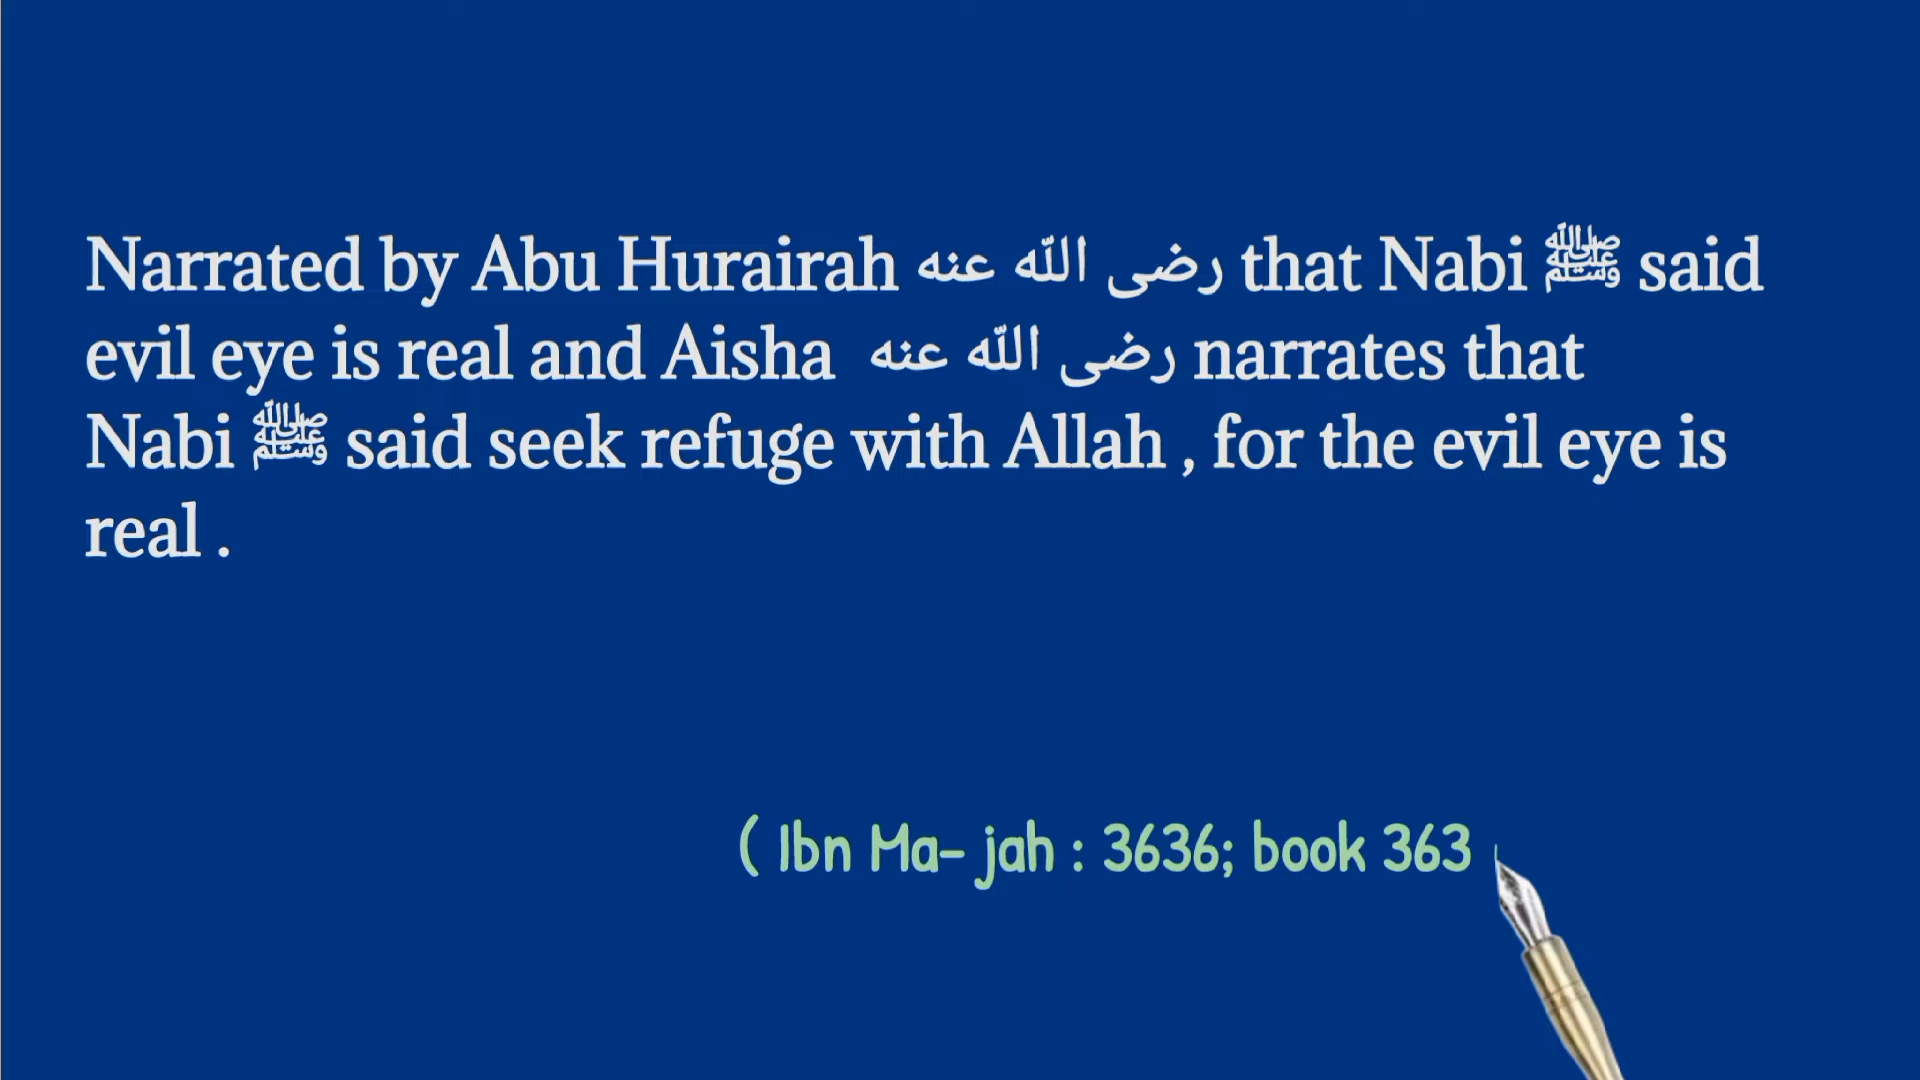 Narrated by Abu Hurairah رضى الله عنه that Nabi ﷺ said
evil eye is real and Aisha رضى الله عنه narrates that
Nabi ﷺ said seek refuge with Allah , for the evil eye is
real .
( Ibn Ma- jah : 3636; book 363